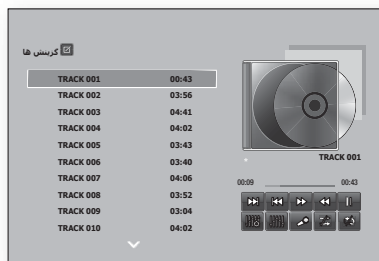 گزینش ها
TRACK 001 00:43
TRACK 002 03:56
TRACK 003 04:41
TRACK 004 04:02
TRACK 005 03:43
TRACK 006 03:40
TRACK 007 04:06
TRACK 008 03:52
TRACK 009 03:04
TRACK 010 04:02
TRACK 001
00:09 00:43